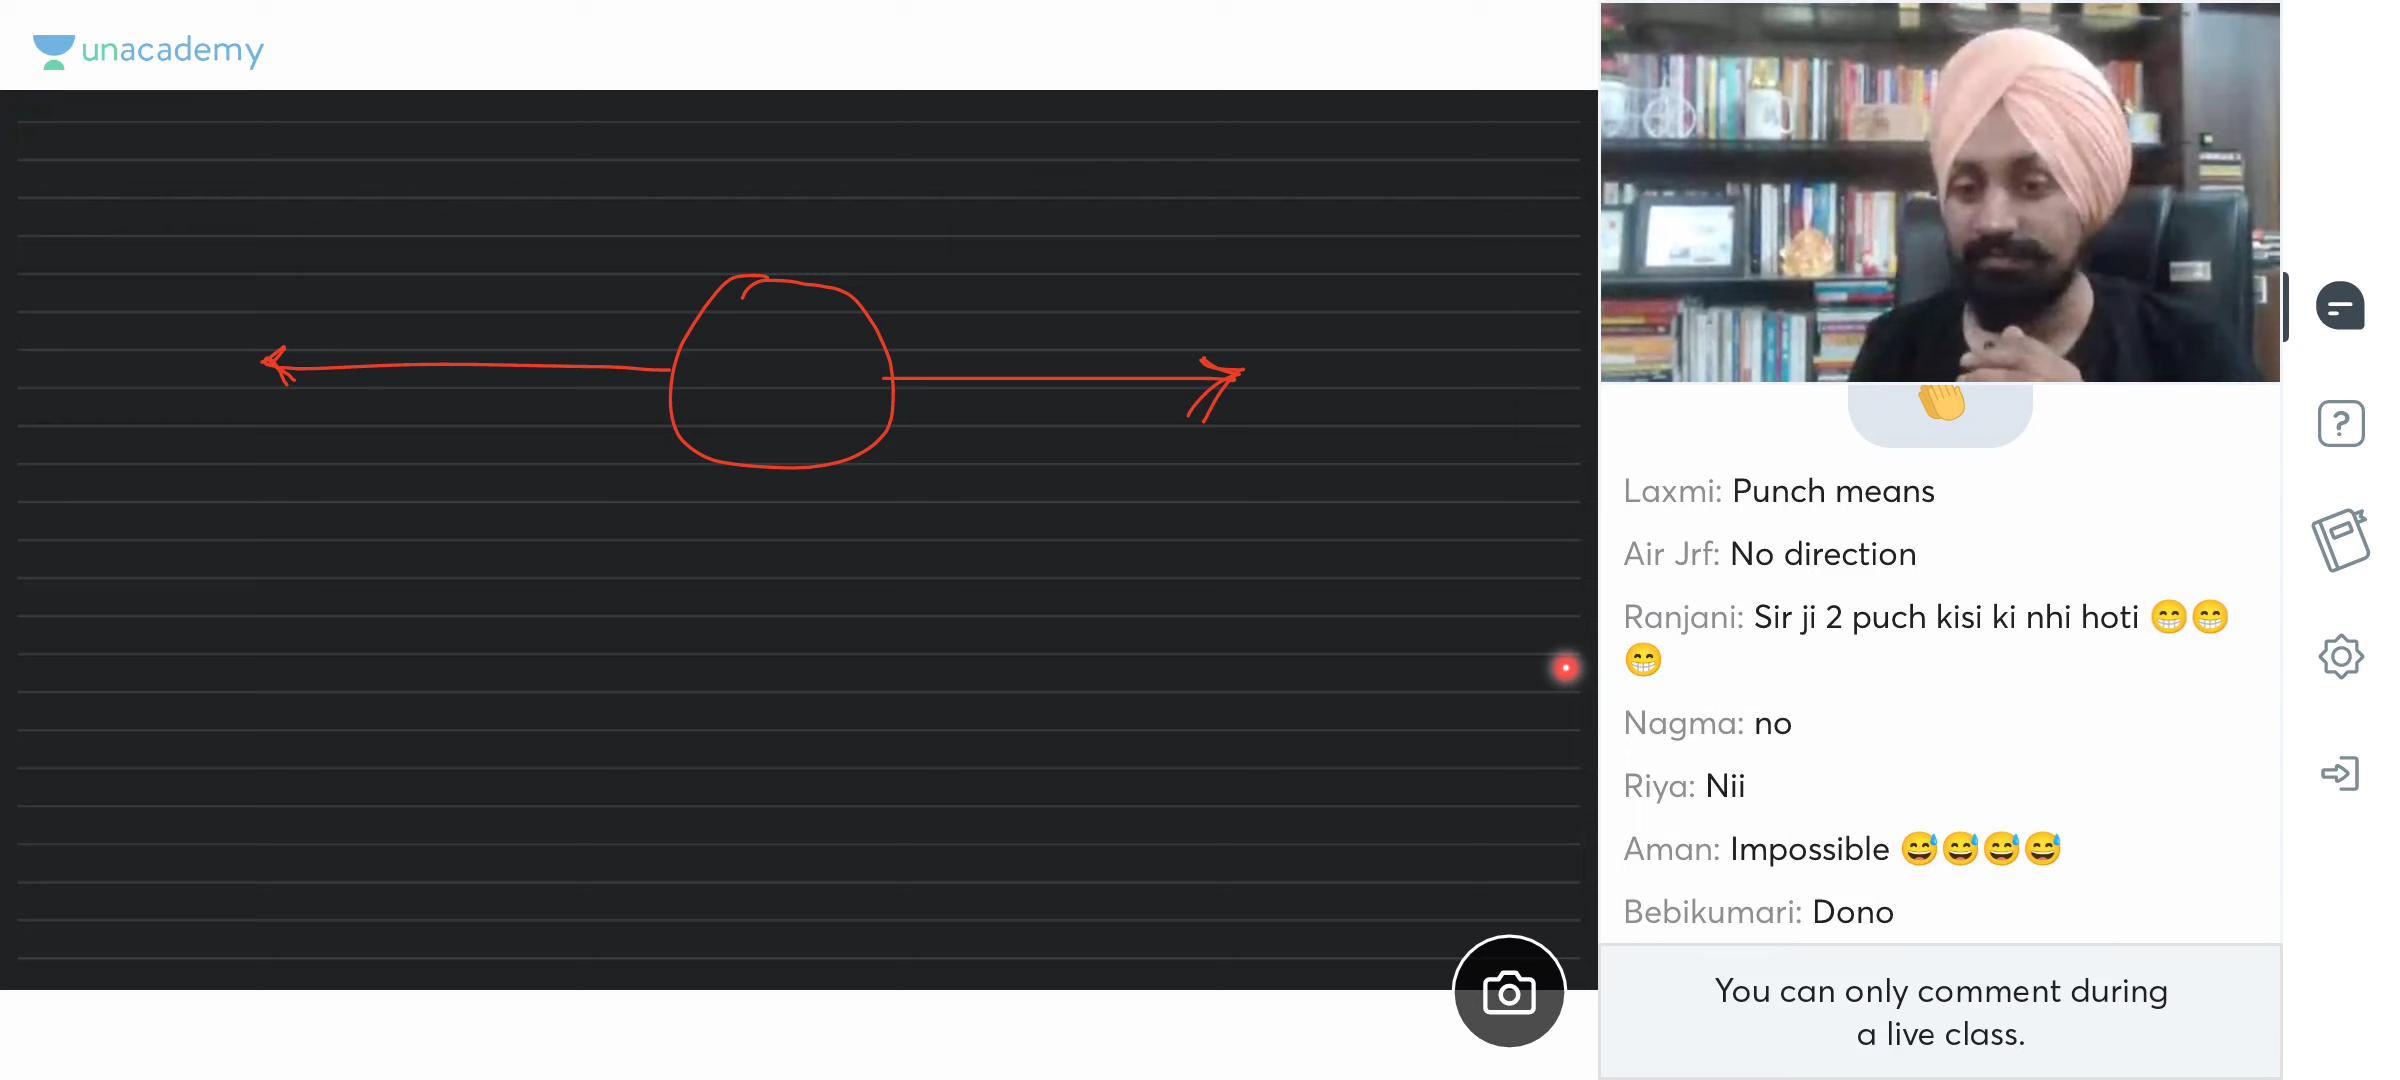 unacademy
Laxmi: Punch means
Air Jrf: No direction
Ranjani: Sir ji 2 puch kisi ki nhi hoti 😁😁
😁
Nagma: no
Riya: Nii
Aman: Impossible 😅😅😅😅
Bebikumari: Dono
You can only comment during
a live class.